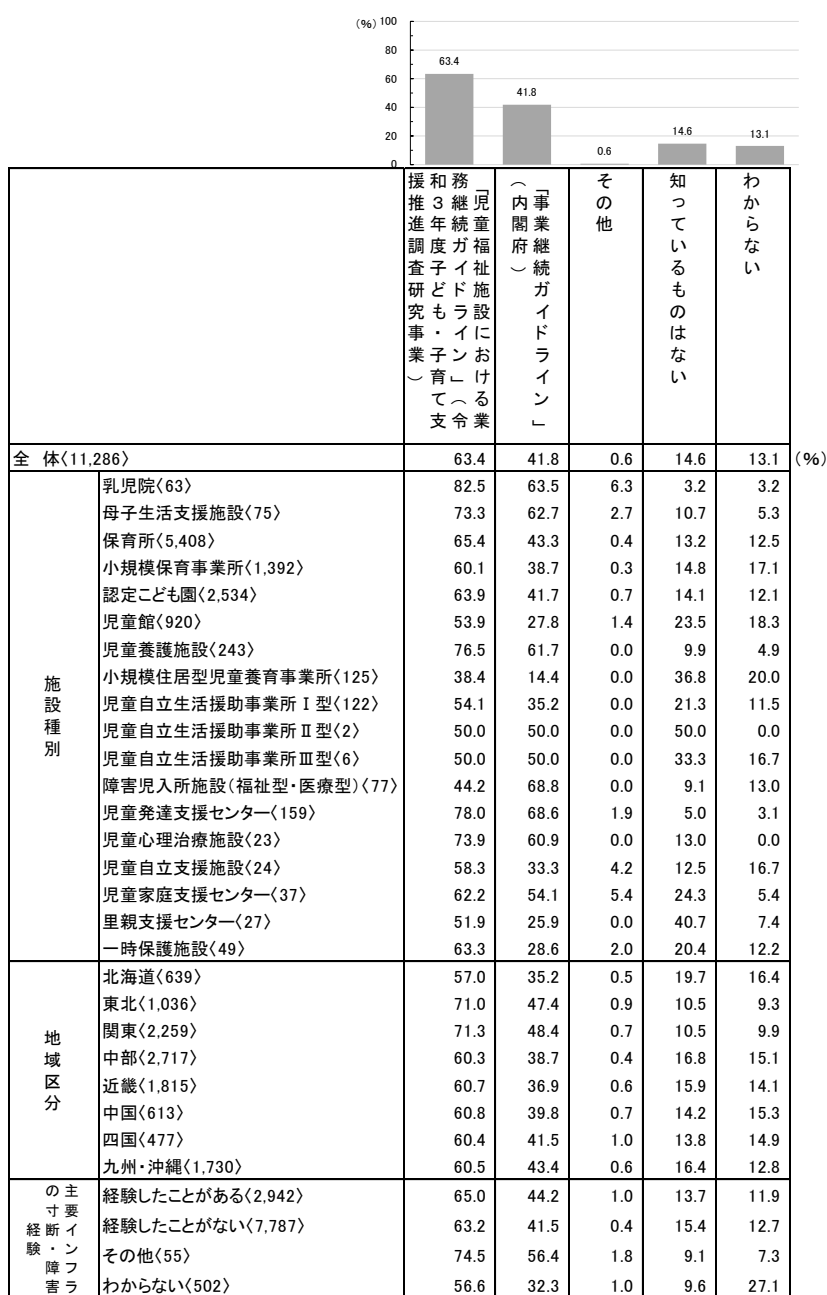 (%)
100
80
60
40
20
0
63.4
41.8
0.6
14.6
13.1
「児童福祉施設における業
務継続ガイドライン」（令
和３年度子ども・子育て支
援推進調査研究事業）
「事業継続ガイドライン」
（内閣府）
その他
知っているものはない
わからない
全 体〈11,286〉 63.4 41.8 0.6 14.6 13.1 (%)
施設種別
乳児院〈63〉 82.5 63.5 6.3 3.2 3.2
母子生活支援施設〈75〉 73.3 62.7 2.7 10.7 5.3
保育所〈5,408〉 65.4 43.3 0.4 13.2 12.5
小規模保育事業所〈1,392〉 60.1 38.7 0.3 14.8 17.1
認定こども園〈2,534〉 63.9 41.7 0.7 14.1 12.1
児童館〈920〉 53.9 27.8 1.4 23.5 18.3
児童養護施設〈243〉 76.5 61.7 0.0 9.9 4.9
小規模住居型児童養育事業所〈125〉 38.4 14.4 0.0 36.8 20.0
児童自立生活援助事業所Ⅰ型〈122〉 54.1 35.2 0.0 21.3 11.5
児童自立生活援助事業所Ⅱ型〈2〉 50.0 50.0 0.0 50.0 0.0
児童自立生活援助事業所Ⅲ型〈6〉 50.0 50.0 0.0 33.3 16.7
障害児入所施設(福祉型・医療型)〈77〉 44.2 68.8 0.0 9.1 13.0
児童発達支援センター〈159〉 78.0 68.6 1.9 5.0 3.1
児童心理治療施設〈23〉 73.9 60.9 0.0 13.0 0.0
児童自立支援施設〈24〉 58.3 33.3 4.2 12.5 16.7
児童家庭支援センター〈37〉 62.2 54.1 5.4 24.3 5.4
里親支援センター〈27〉 51.9 25.9 0.0 40.7 7.4
一時保護施設〈49〉 63.3 28.6 2.0 20.4 12.2
地域区分
北海道〈639〉 57.0 35.2 0.5 19.7 16.4
東北〈1,036〉 71.0 47.4 0.9 10.5 9.3
関東〈2,259〉 71.3 48.4 0.7 10.5 9.9
中部〈2,717〉 60.3 38.7 0.4 16.8 15.1
近畿〈1,815〉 60.7 36.9 0.6 15.9 14.1
中国〈613〉 60.8 39.8 0.7 14.2 15.3
四国〈477〉 60.4 41.5 1.0 13.8 14.9
九州・沖縄〈1,730〉 60.5 43.4 0.6 16.4 12.8
主要インフラ
の寸断・障害
経験
経験したことがある〈2,942〉 65.0 44.2 1.0 13.7 11.9
経験したことがない〈7,787〉 63.2 41.5 0.4 15.4 12.7
その他〈55〉 74.5 56.4 1.8 9.1 7.3
わからない〈502〉 56.6 32.3 1.0 9.6 27.1